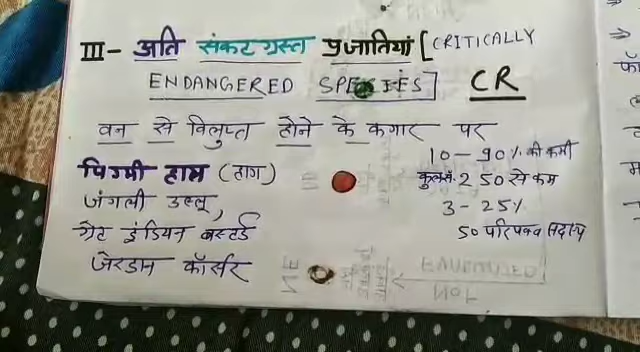 III- अति संकटग्रस्त प्रजातियां [CRITICALLY
ENDANGERED SPECIES] CR
वन से विलुप्त होने के कगार पर
पिग्मी हाग (हाग)
जंगली उल्लू,
ग्रेट इंडियन बस्टर्ड
जेरडान कॉर्सर
10-90% की कमी
250 से कम
3-25%
50 परिपक्व सदस्य